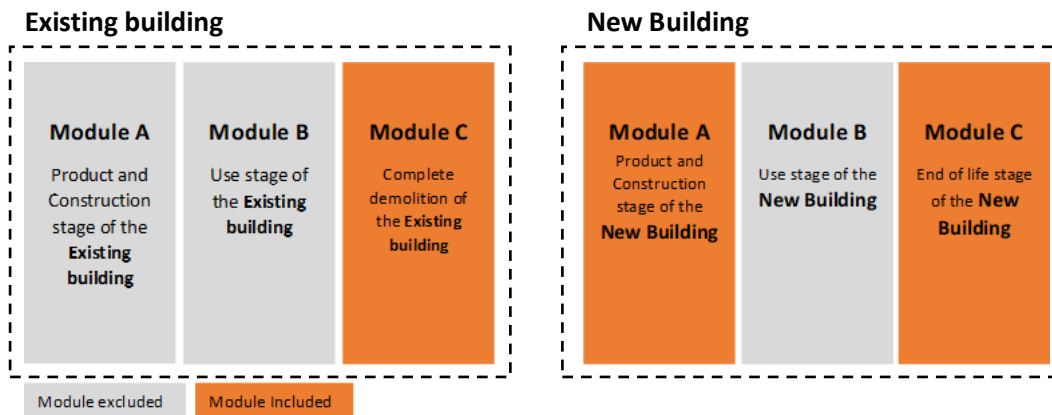 Existing building
New Building
Module A
Product and
Construction
stage of the
Existing
building
Module B
Use stage of
the Existing
building
Module C
Complete
demolition of
the Existing
building
Module A
Product and
Construction
stage of the
New Building
Module B
Use stage of the
New Building
Module C
End of life stage
of the New
Building
Module excluded
Module Included